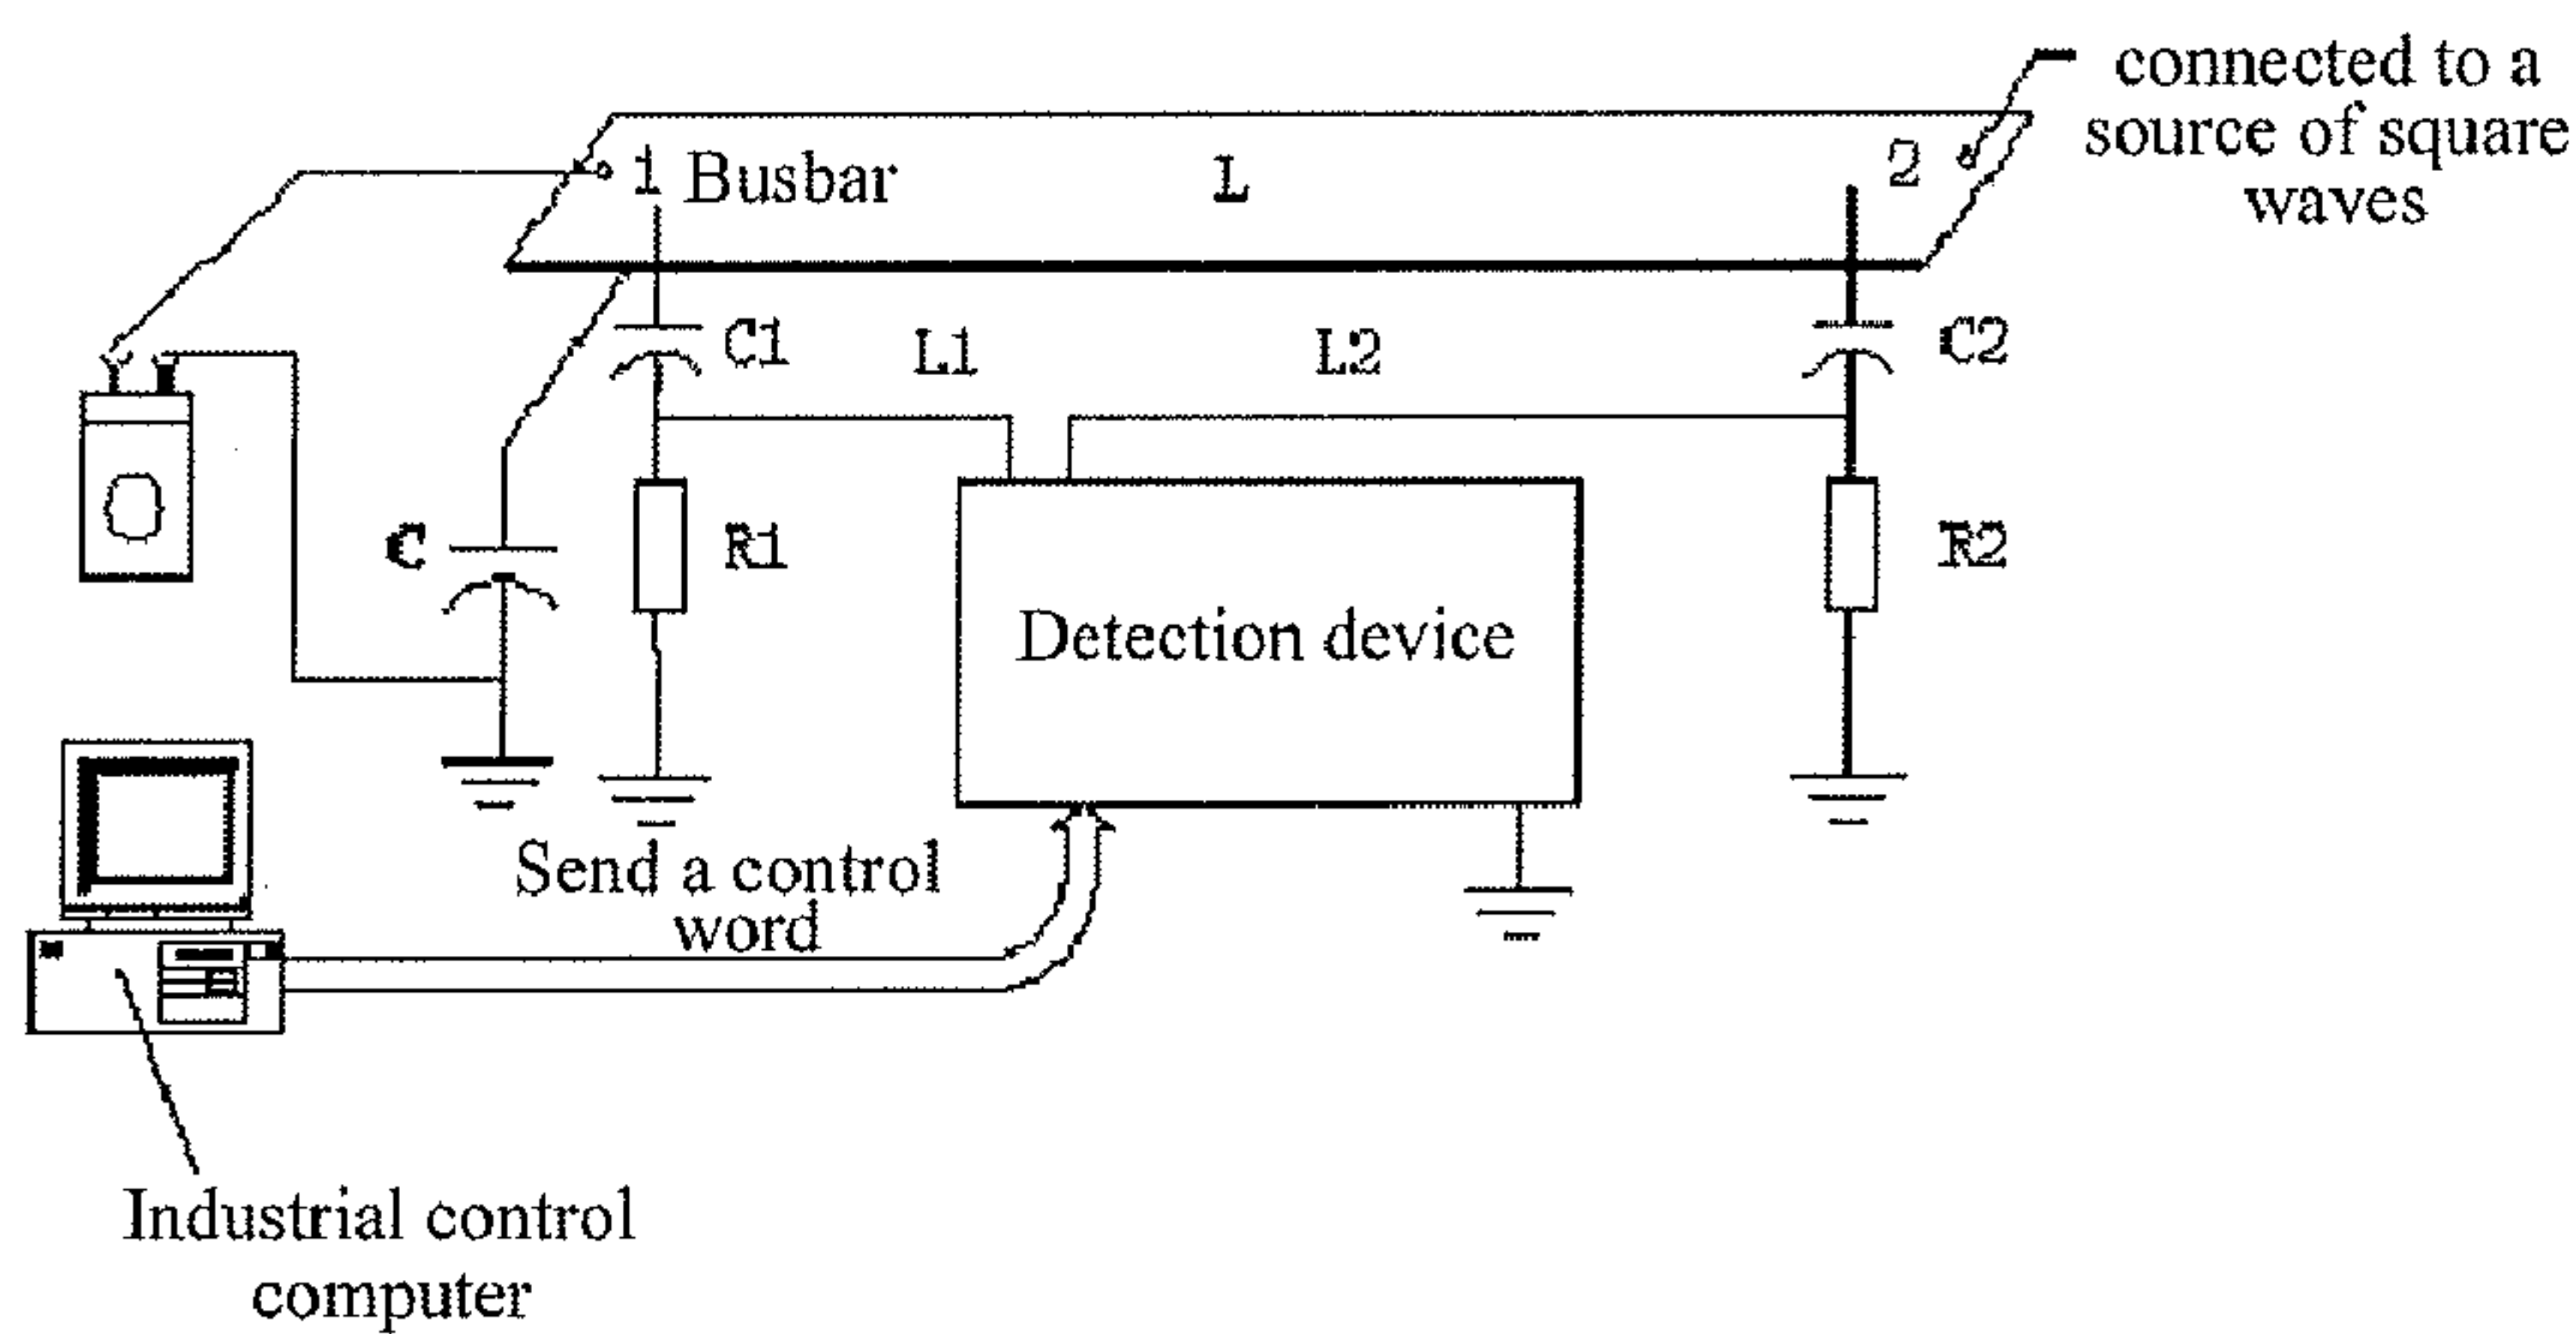 connected to a
source of square
waves
1 Busbar L 2
C1 L1 L2 C2
C R1 R2
Detection device
Send a control
word
Industrial control
computer